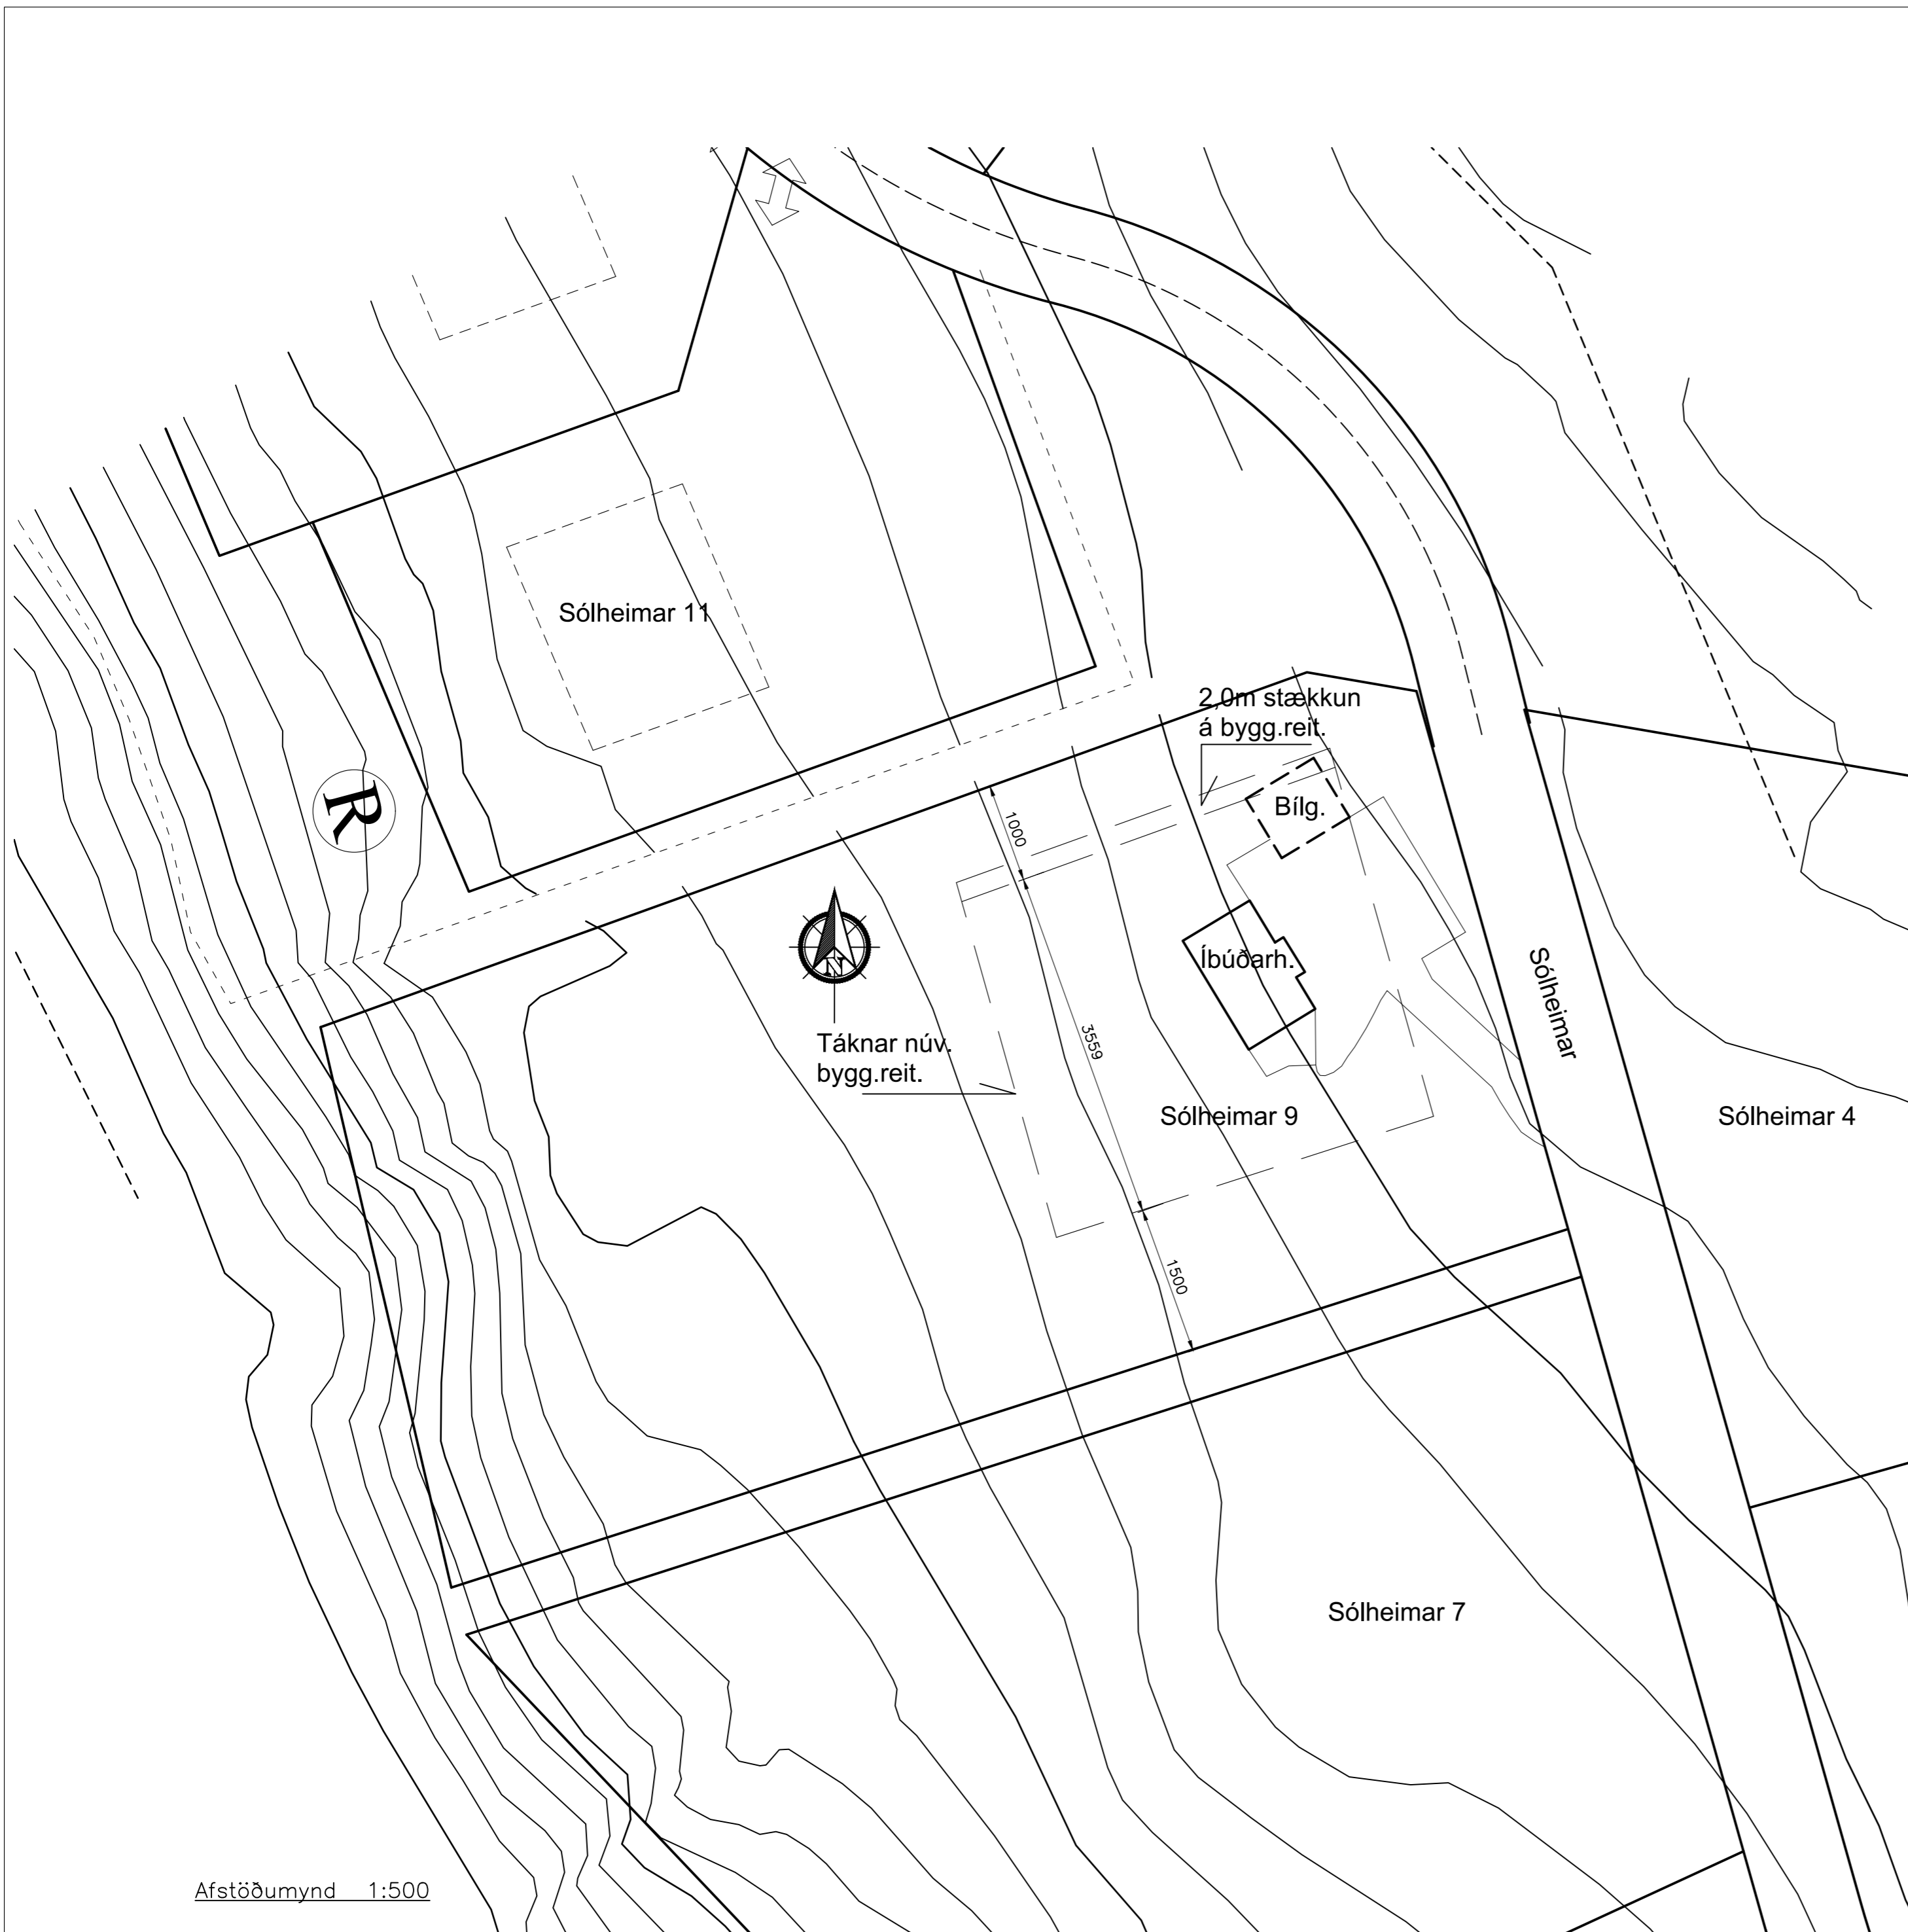 Sólheimar 11
R
2,0m stækkun
á bygg.reit.
Bílg.
1000
Íbúðarh.
N
Sólheimar
Táknar núv.
bygg.reit.
3559
Sólheimar 9
Sólheimar 4
1500
Sólheimar 7
Afstöðumynd 1:500